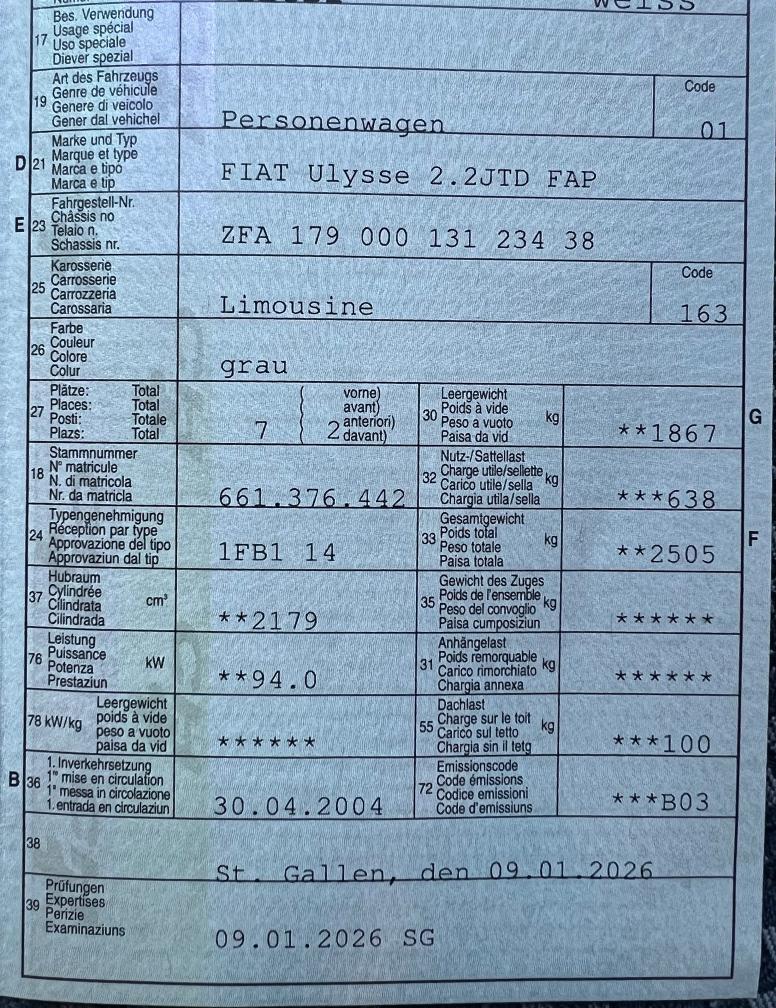 weiss
17 Bes. Verwendung
Usage spécial
Uso speciale
Diever spezial
19 Art des Fahrzeugs
Genre de véhicule
Genere di veicolo
Gener dal vehichel
Personenwagen
Code
01
D 21 Marke und Typ
Marque et type
Marca e tipo
Marca e tip
FIAT Ulysse 2.2JTD FAP
E 23 Fahrgestell-Nr.
Châssis no
Telaio n.
Schassis nr.
ZFA 179 000 131 234 38
25 Karosserie
Carrosserie
Carrozzeria
Carossaria
Limousine
Code
163
26 Farbe
Couleur
Colore
Colur
grau
27 Plätze: Total
Places: Total
Posti: Totale
Plazs: Total
7
2 vorne)
avant)
anteriori)
davant)
30 Leergewicht
Poids à vide
Peso a vuoto
Paisa da vid
kg
**1867
G
18 Stammnummer
N° matricule
N. di matricola
Nr. da matricla
661.376.442
32 Nutz-/Sattellast
Charge utile/sellette
Carico utile/sella
Chargia utila/sella
kg
***638
24 Typengenehmigung
Réception par type
Approvazione del tipo
Approvaziun dal tip
1FB1 14
33 Gesamtgewicht
Poids total
Peso totale
Paisa totala
kg
**2505
F
37 Hubraum
Cylindrée
Cilindrata
Cilindrada
cm³
**2179
35 Gewicht des Zuges
Poids de l'ensemble
Peso del convoglio
Paisa cumposiziun
kg
******
76 Leistung
Puissance
Potenza
Prestaziun
kW
**94.0
31 Anhängelast
Poids remorquable
Carico rimorchiato
Chargia annexa
kg
******
78 kW/kg Leergewicht
poids à vide
peso a vuoto
paisa da vid
******
55 Dachlast
Charge sur le toit
Carico sul tetto
Chargia sin il tetg
kg
***100
B 36 1. Inverkehrsetzung
1re mise en circulation
1a messa in circolazione
1. entrada en circulaziun
30.04.2004
72 Emissionscode
Code émissions
Codice emissioni
Code d'emissiuns
***B03
38
St. Gallen, den 09.01.2026
39 Prüfungen
Expertises
Perizie
Examinaziuns
09.01.2026 SG